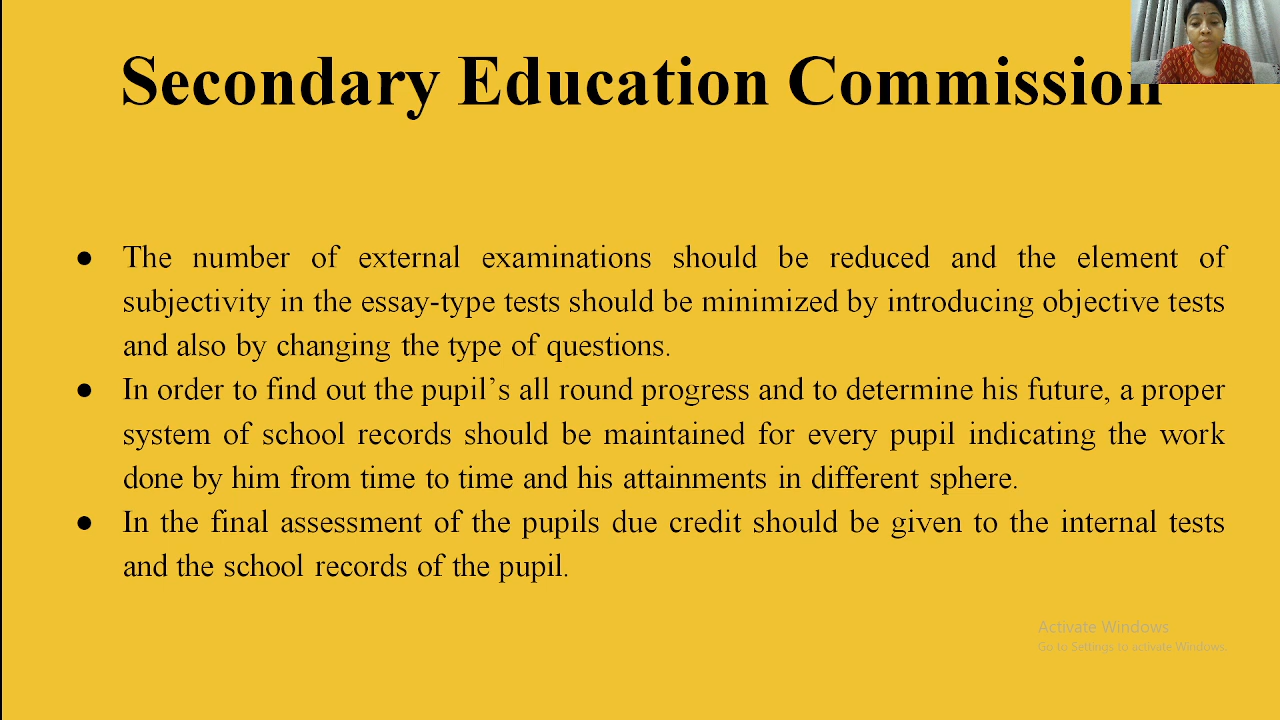 Secondary Education Commission
● The number of external examinations should be reduced and the element of
subjectivity in the essay-type tests should be minimized by introducing objective tests
and also by changing the type of questions.
● In order to find out the pupil’s all round progress and to determine his future, a proper
system of school records should be maintained for every pupil indicating the work
done by him from time to time and his attainments in different sphere.
● In the final assessment of the pupils due credit should be given to the internal tests
and the school records of the pupil.
Activate Windows
Go to Settings to activate Windows.